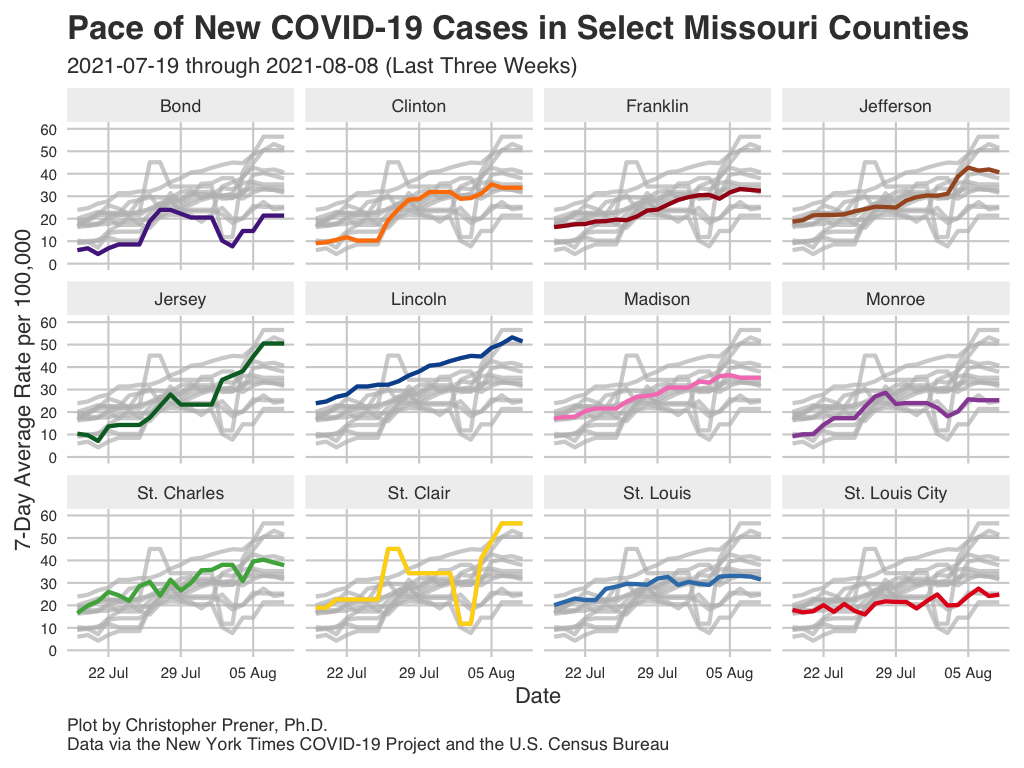 Pace of New COVID-19 Cases in Select Missouri Counties
2021-07-19 through 2021-08-08 (Last Three Weeks)
7-Day Average Rate per 100,000
Bond
Clinton
Franklin
Jefferson
60
50
40
30
20
10
0
Jersey
Lincoln
Madison
Monroe
60
50
40
30
20
10
0
St. Charles
St. Clair
St. Louis
St. Louis City
60
50
40
30
20
10
0
22 Jul 29 Jul 05 Aug
22 Jul 29 Jul 05 Aug
22 Jul 29 Jul 05 Aug
22 Jul 29 Jul 05 Aug
Date
Plot by Christopher Prener, Ph.D.
Data via the New York Times COVID-19 Project and the U.S. Census Bureau